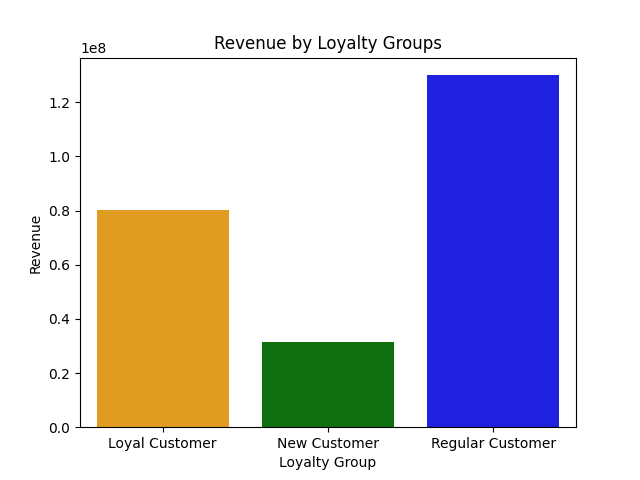 Revenue by Loyalty Groups
1e8
1.2
1.0
0.8
0.6
0.4
0.2
0.0
Revenue
Loyal Customer New Customer Regular Customer
Loyalty Group